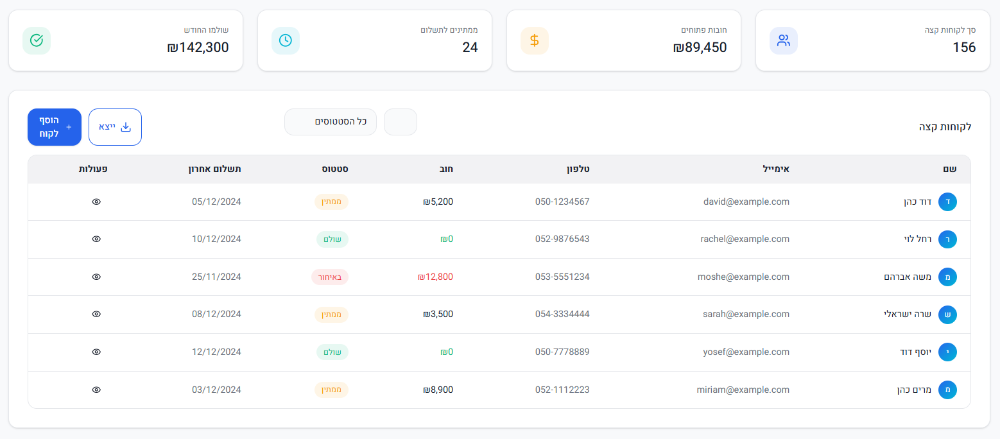 סך לקוחות קצה
156
חובות פתוחים
₪89,450
ממתינים לתשלום
24
שולמו החודש
₪142,300
לקוחות קצה
כל הסטטוסים
ייצא
+ הוסף
לקוח
שם אימייל טלפון חוב סטטוס תשלום אחרון פעולות
ד דוד כהן david@example.com 050-1234567 ₪5,200 ממתין 05/12/2024
ר רחל לוי rachel@example.com 052-9876543 ₪0 שולם 10/12/2024
מ משה אברהם moshe@example.com 053-5551234 ₪12,800 באיחור 25/11/2024
ש שרה ישראלי sarah@example.com 054-3334444 ₪3,500 ממתין 08/12/2024
י יוסף דוד yosef@example.com 050-7778889 ₪0 שולם 12/12/2024
מ מרים כהן miriam@example.com 052-1112223 ₪8,900 ממתין 03/12/2024